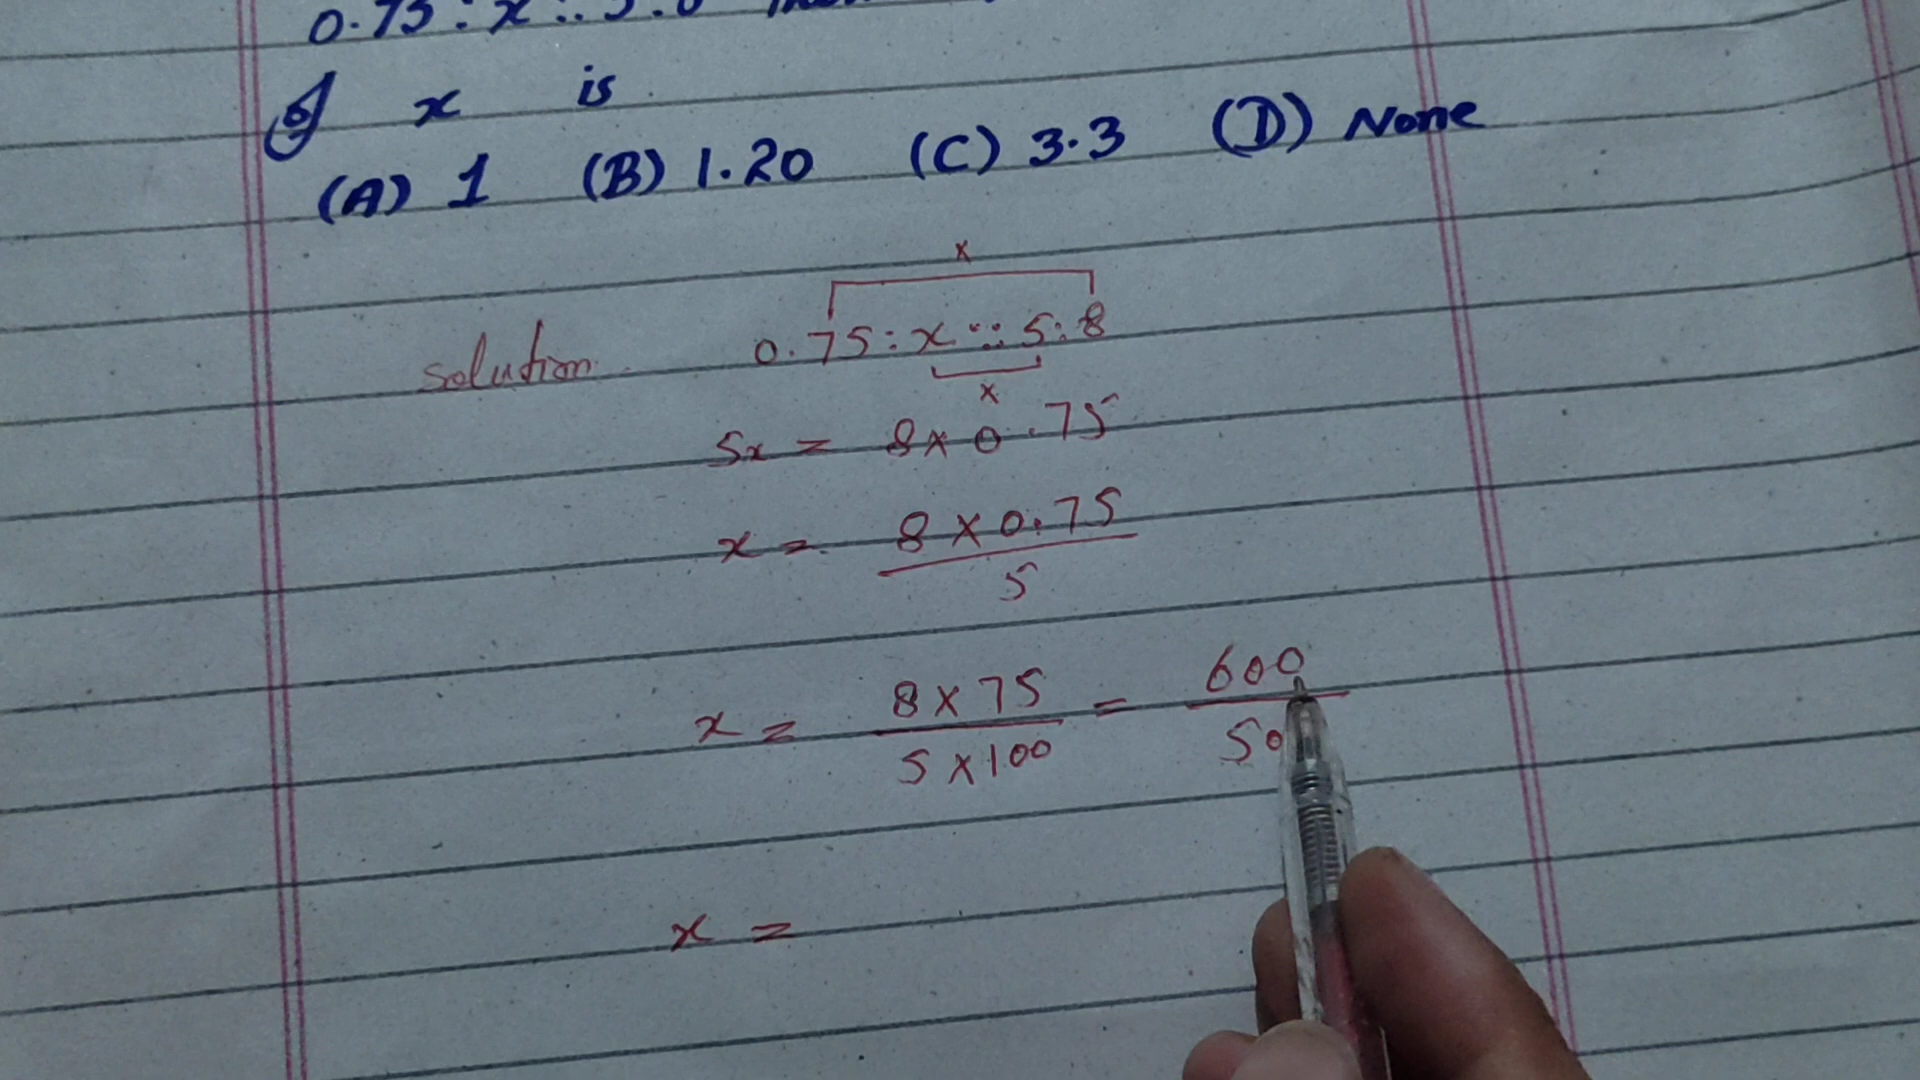 0.75 : x :: 5 : 8
6) x is
(A) 1 (B) 1.20 (C) 3.3 (D) None
x
solution. 0.75 : x :: 5 : 8
x
5x = 8 x 0.75
x = 8 x 0.75
5
x = 8 x 75 = 600
5 x 100 50
x =